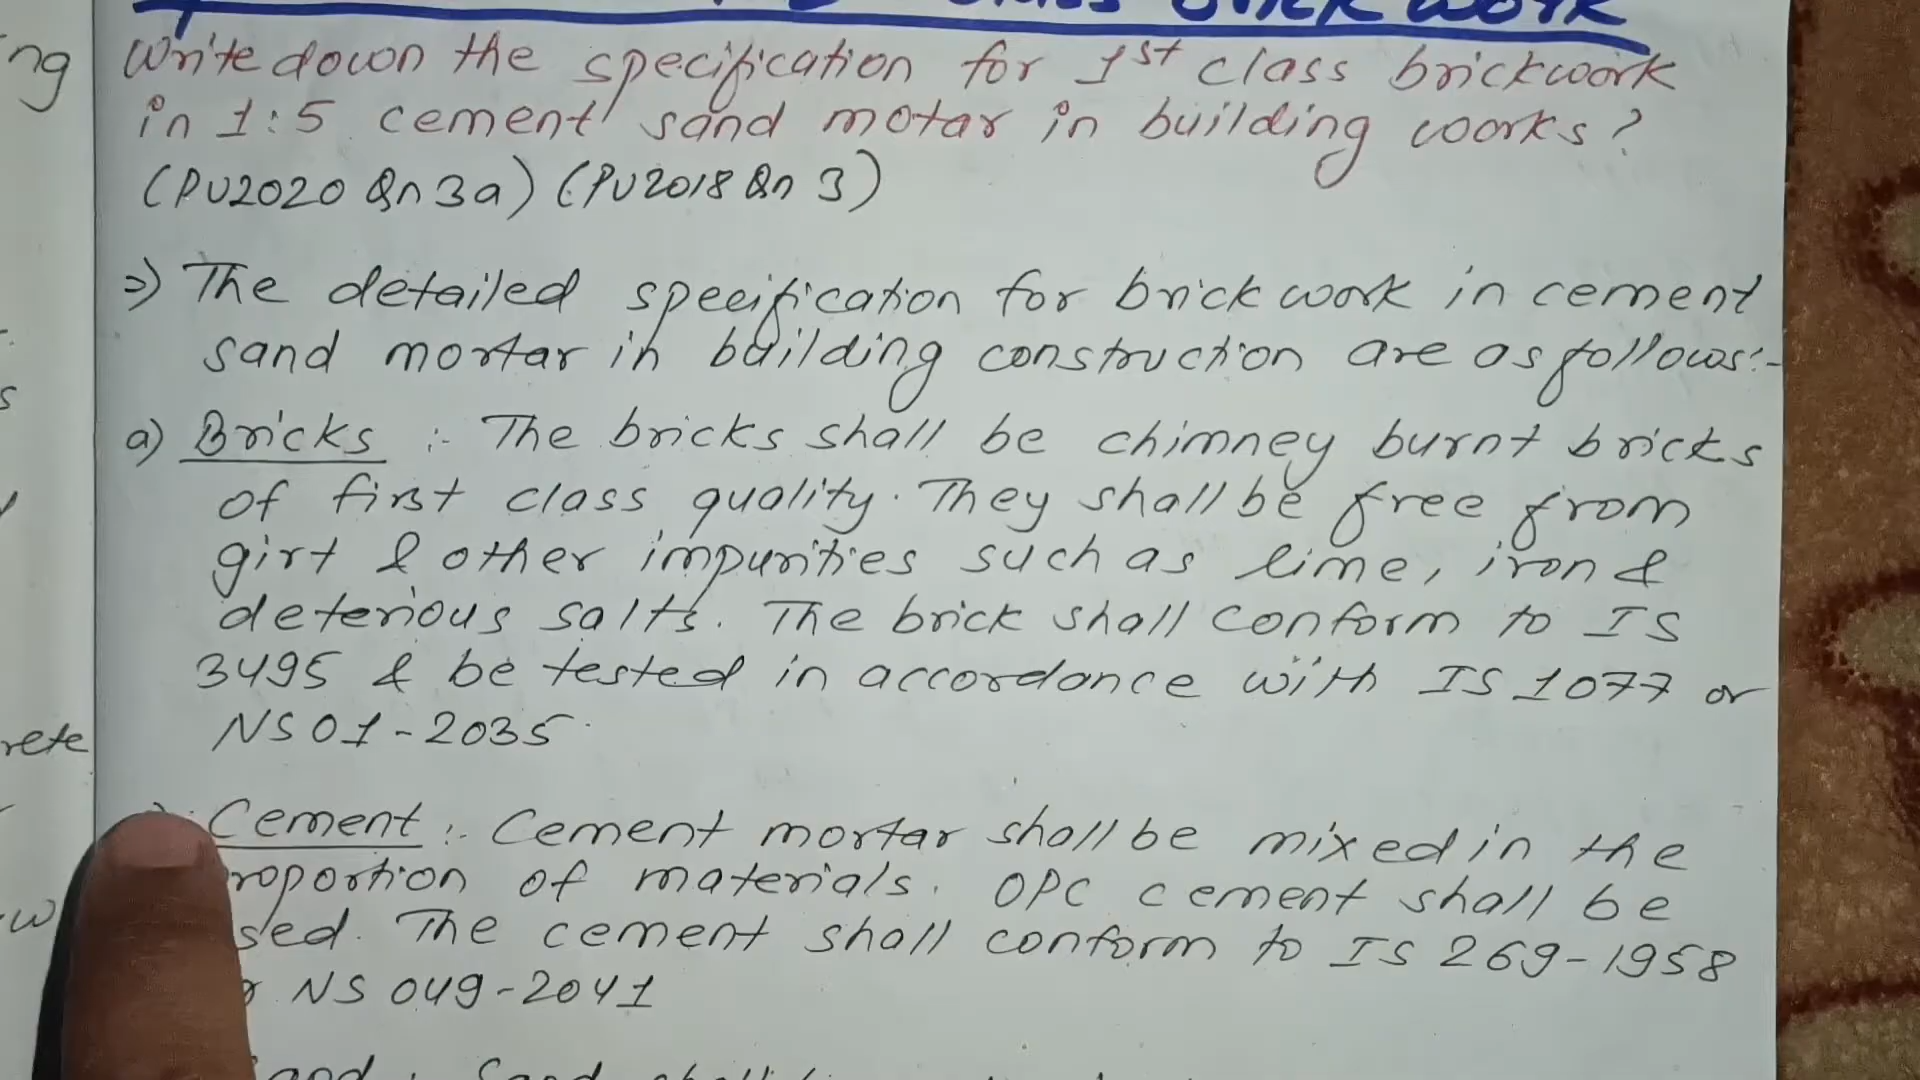 class brick work
Write down the specification for 1st class brickwork
in 1:5 cement sand motar in building works?
(PU2020 Qn 3a) (PU2018 Qn 3)
=> The detailed speeification for brick work in cement
sand mortar in building construction are as follows:-
a) Bricks :- The bricks shall be chimney burnt bricks
of first class quality. They shall be free from
girt & other impurities such as lime, iron &
deterious salts. The brick shall conform to IS
3495 & be tested in accordance with IS 1077 or
NS 01-2035.
Cement :- Cement mortar shall be mixed in the
roportion of materials. OPC cement shall be
sed. The cement shall conform to IS 269-1958
NS 049-2041
ng
rete
w